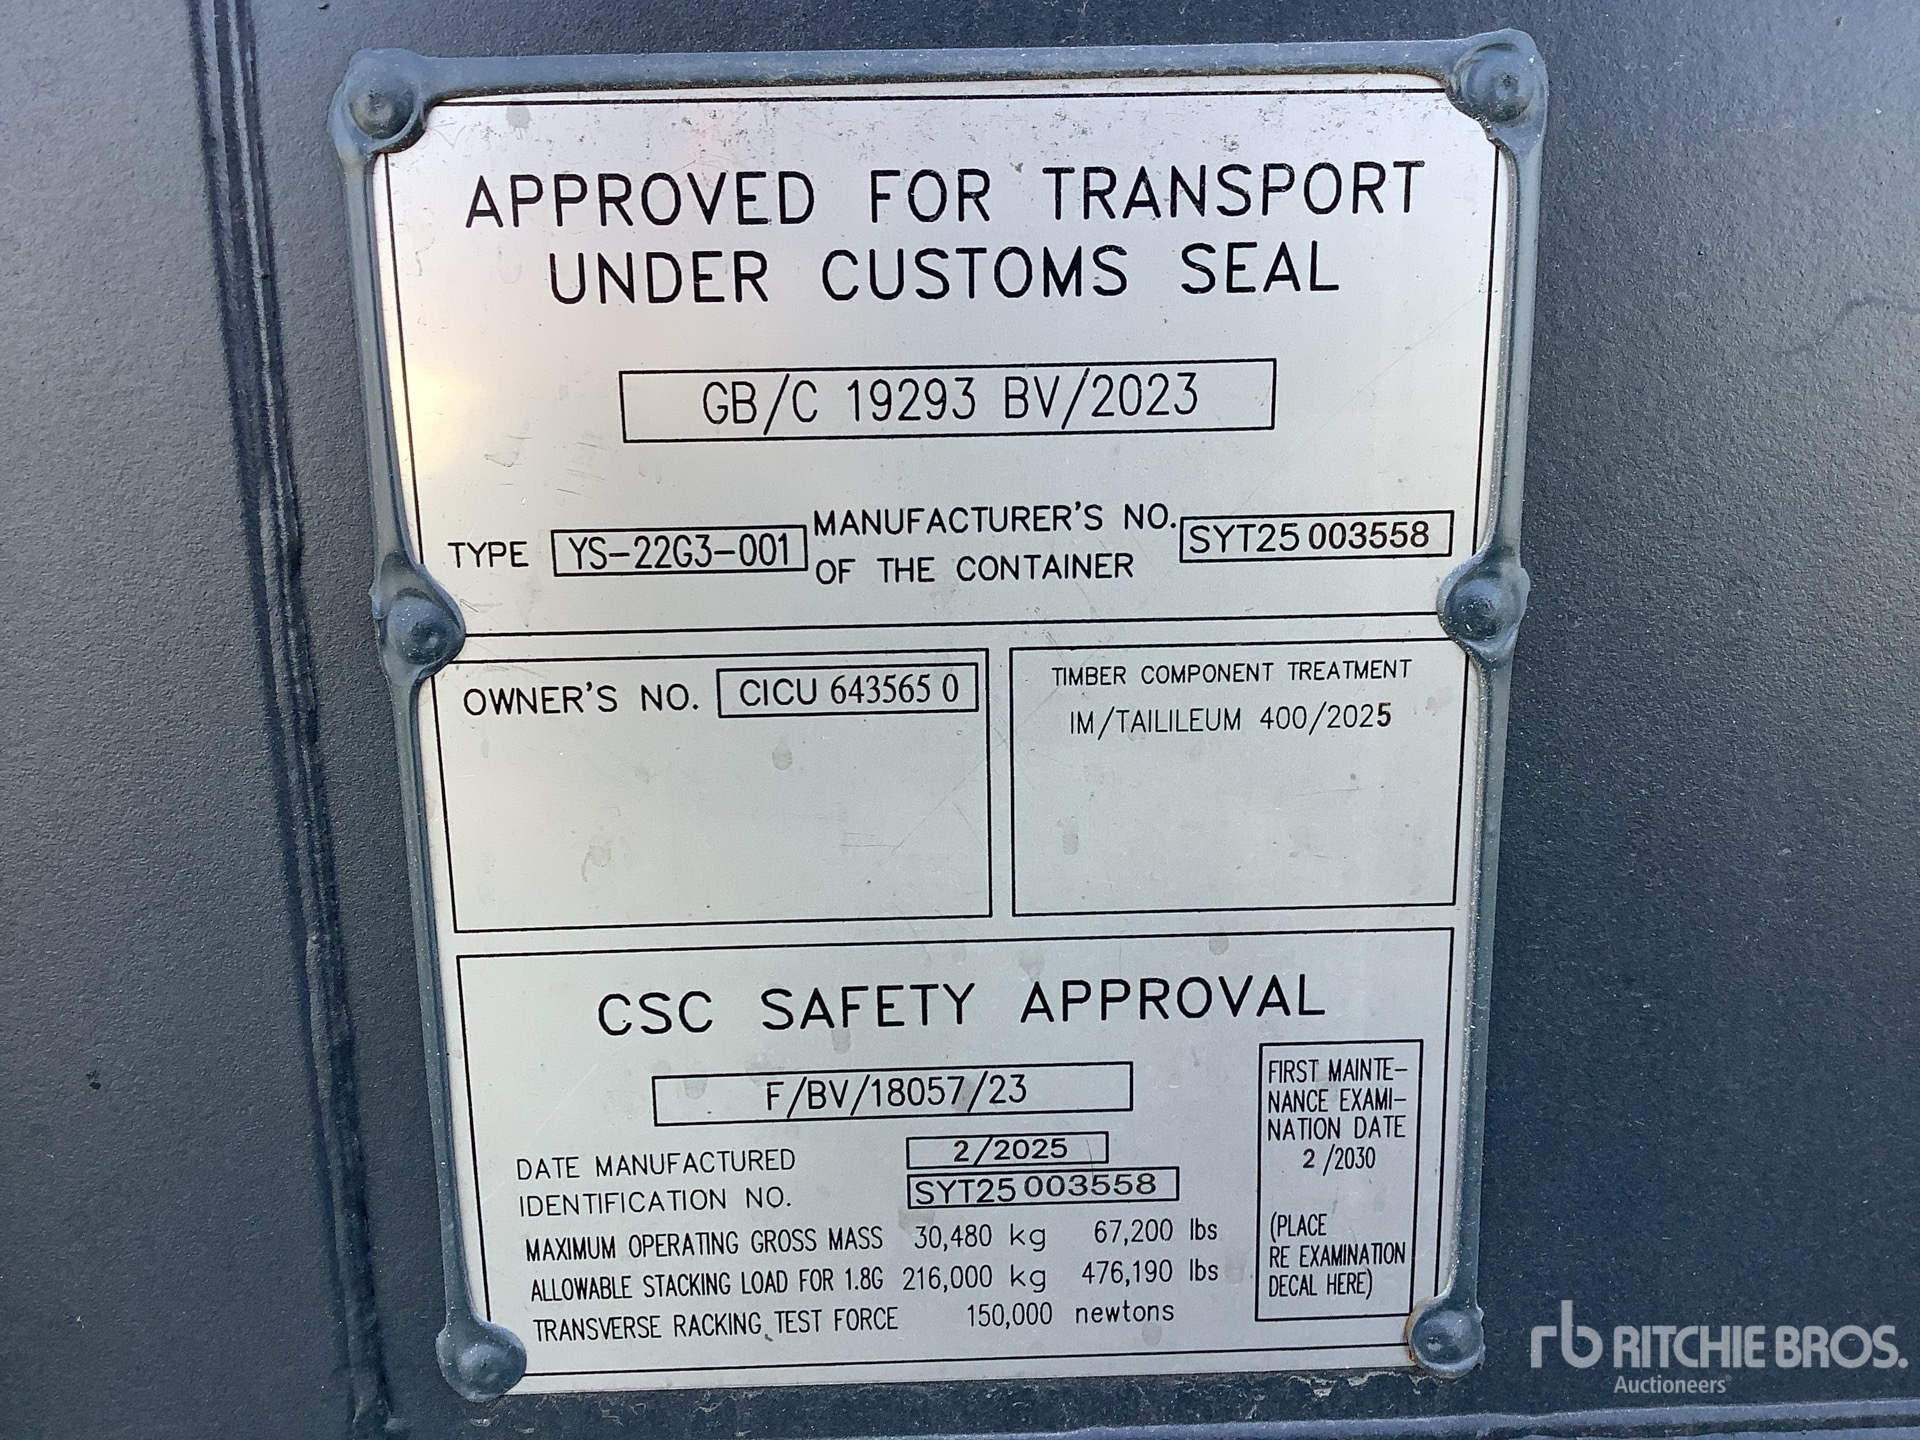 APPROVED FOR TRANSPORT
UNDER CUSTOMS SEAL
GB/C 19293 BV/2023
TYPE YS-22G3-001 MANUFACTURER'S NO. OF THE CONTAINER SYT25 003558
OWNER'S NO. CICU 643565 0
TIMBER COMPONENT TREATMENT
IM/TAILILEUM 400/2025
CSC SAFETY APPROVAL
F/BV/18057/23
DATE MANUFACTURED 2/2025
IDENTIFICATION NO. SYT25 003558
MAXIMUM OPERATING GROSS MASS 30,480 kg 67,200 lbs
ALLOWABLE STACKING LOAD FOR 1.8G 216,000 kg 476,190 lbs
TRANSVERSE RACKING TEST FORCE 150,000 newtons
FIRST MAINTE-
NANCE EXAMI-
NATION DATE
2 /2030
(PLACE
RE EXAMINATION
DECAL HERE)
rb RITCHIE BROS.
Auctioneers